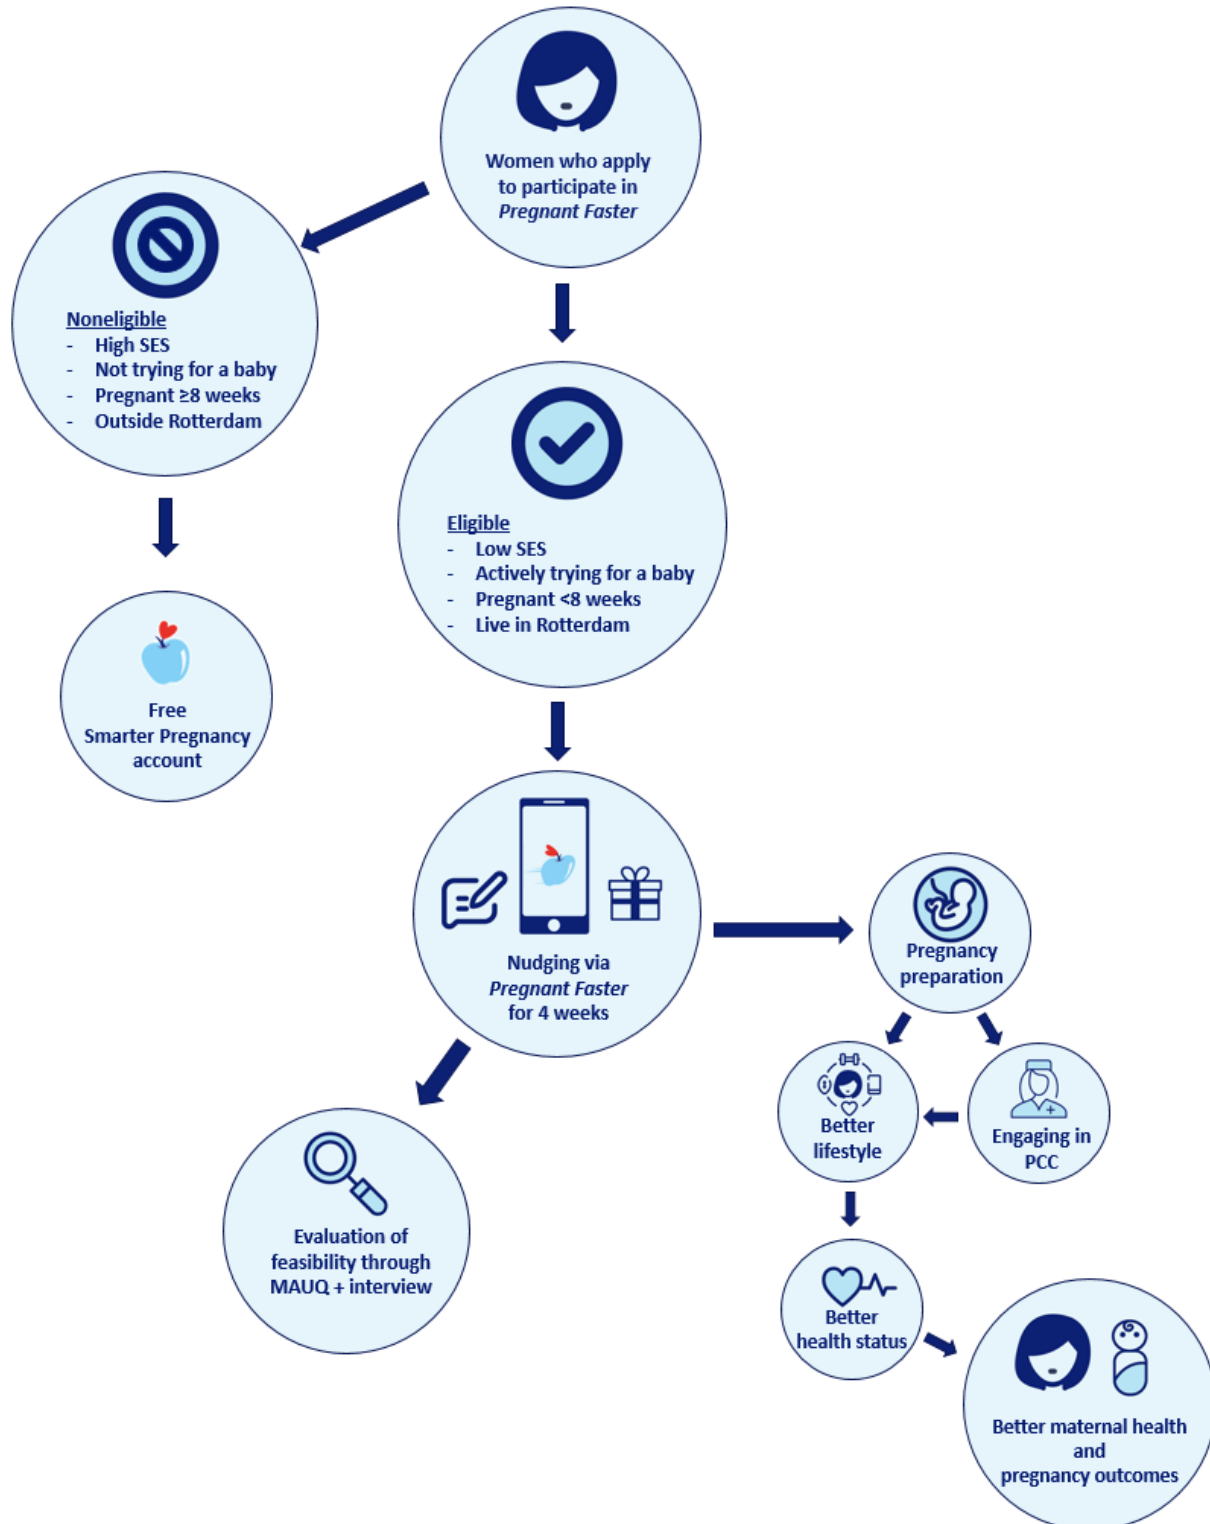 Women who apply
to participate in
Pregnant Faster
Noneligible
- High SES
- Not trying for a baby
- Pregnant ≥8 weeks
- Outside Rotterdam
Eligible
- Low SES
- Actively trying for a baby
- Pregnant <8 weeks
- Live in Rotterdam
Free
Smarter Pregnancy
account
Nudging via
Pregnant Faster
for 4 weeks
Pregnancy
preparation
Better
lifestyle
Engaging in
PCC
Evaluation of
feasibility through
MAUQ + interview
Better
health status
Better maternal health
and
pregnancy outcomes